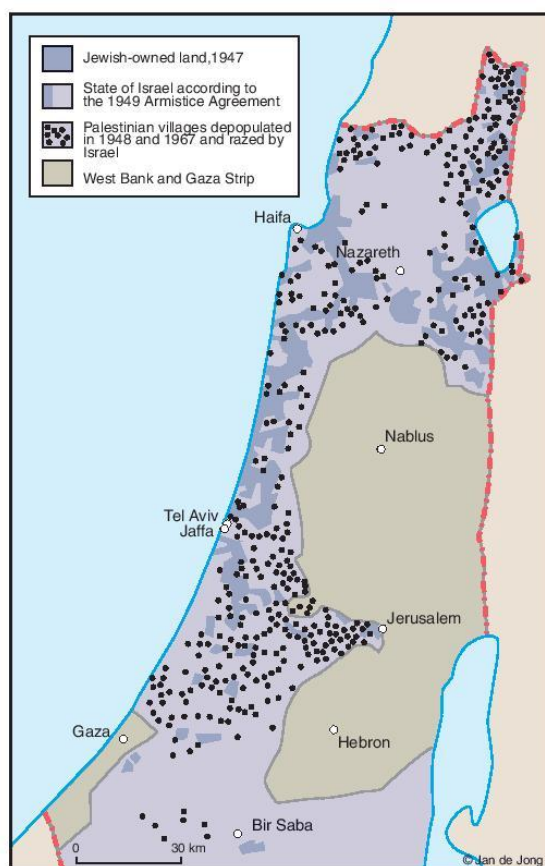 Jewish-owned land,1947
State of Israel according to
the 1949 Armistice Agreement
Palestinian villages depopulated
in 1948 and 1967 and razed by
Israel
West Bank and Gaza Strip
Haifa
Nazareth
Nablus
Tel Aviv
Jaffa
Jerusalem
Gaza
Hebron
Bir Saba
0 30 km
©Jan de Jong